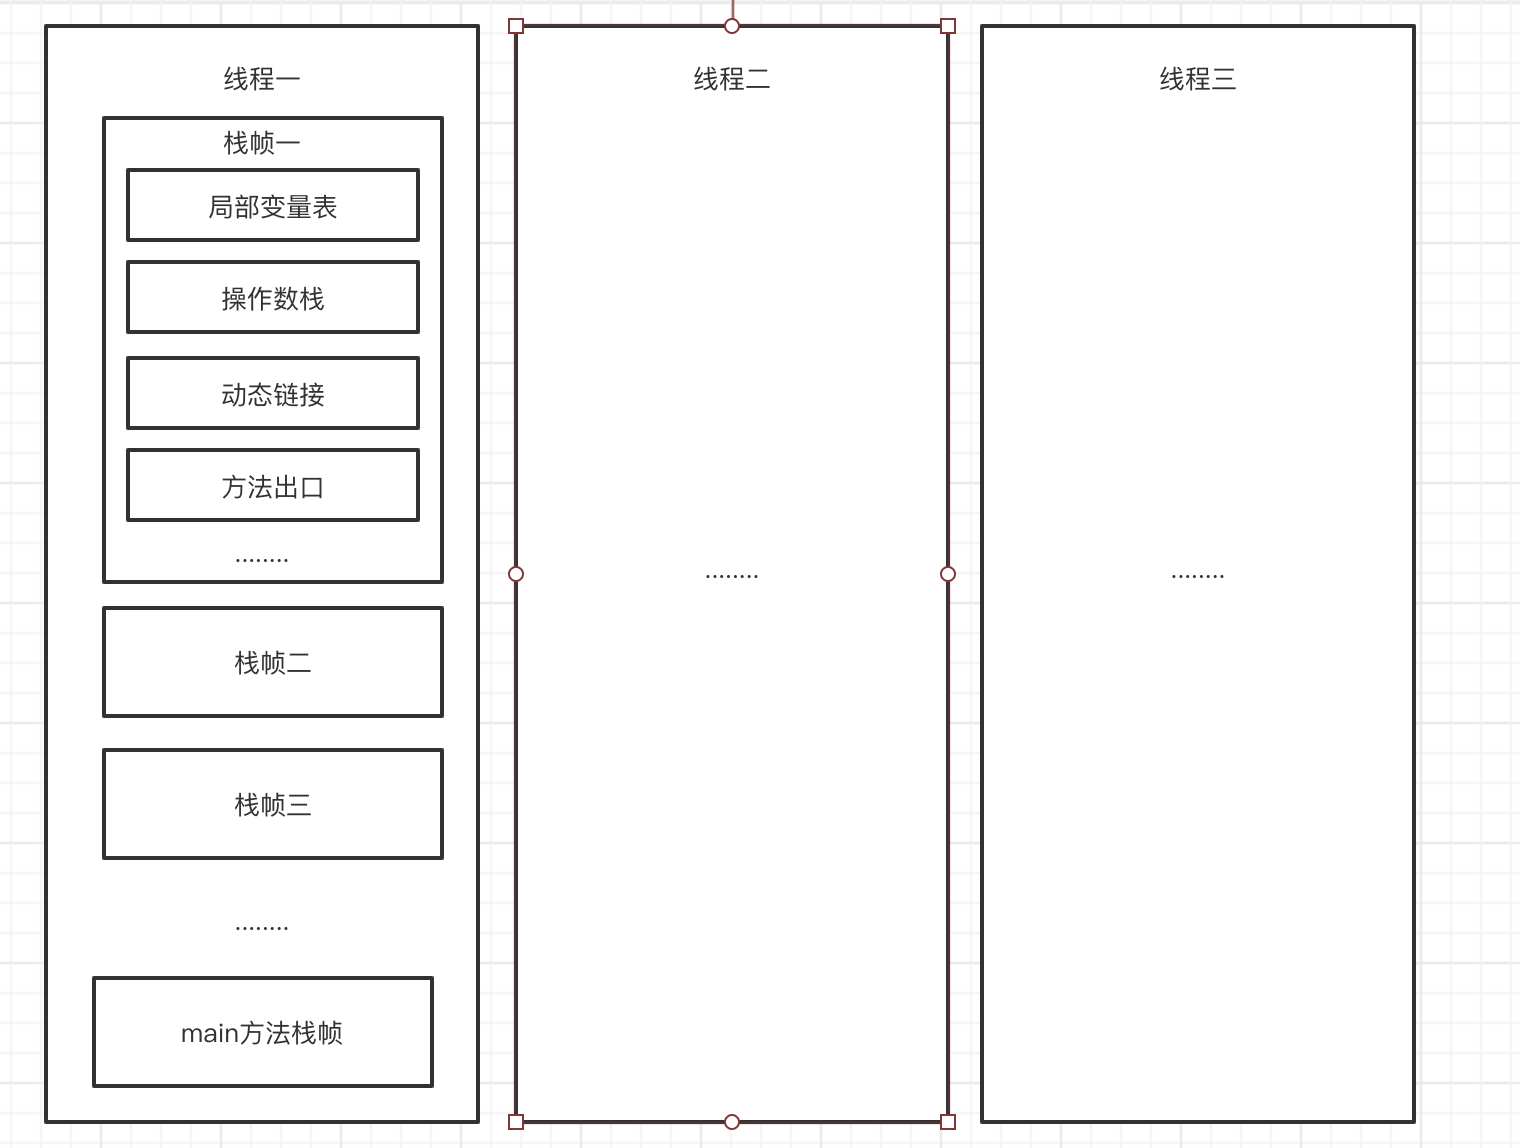 线程一
栈帧一
局部变量表
操作数栈
动态链接
方法出口
........
栈帧二
栈帧三
........
main方法栈帧
线程二
........
线程三
........